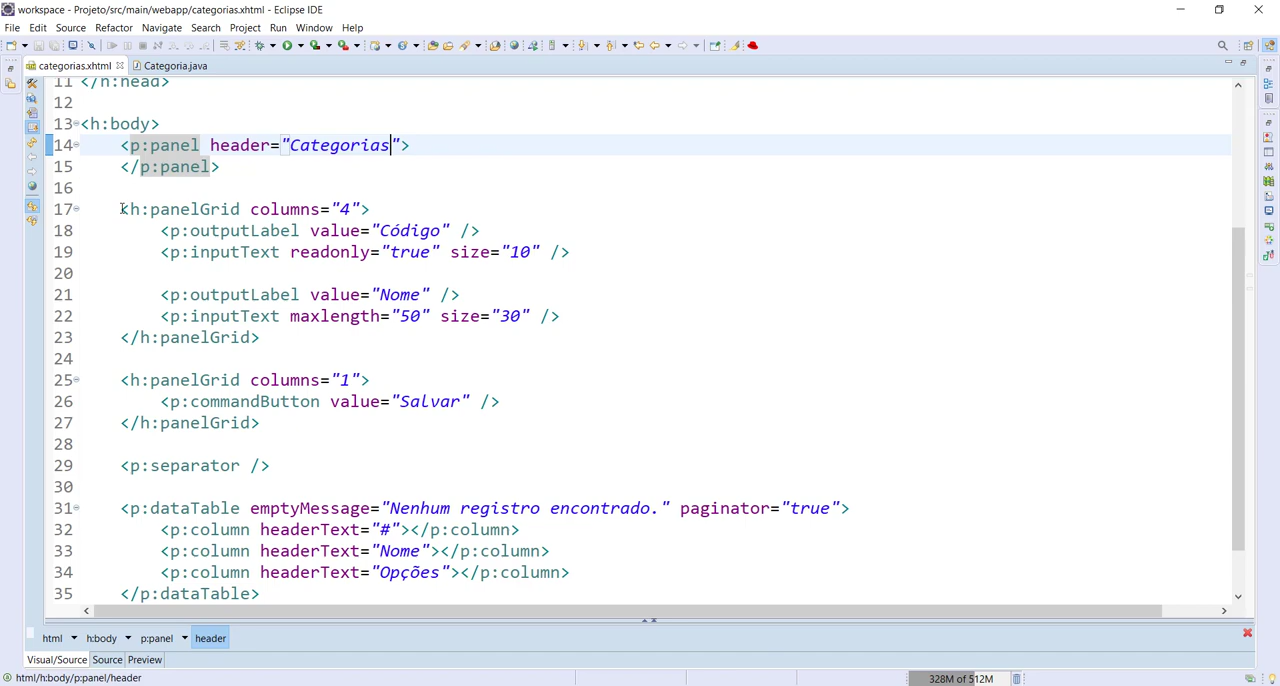 workspace - Projeto/src/main/webapp/categorias.xhtml - Eclipse IDE
File Edit Source Refactor Navigate Search Project Run Window Help
categorias.xhtml Categoria.java
11 </h:head>
12
13 <h:body>
14 <p:panel header="Categorias">
15 </p:panel>
16
17 <h:panelGrid columns="4">
18 <p:outputLabel value="Código" />
19 <p:inputText readonly="true" size="10" />
20
21 <p:outputLabel value="Nome" />
22 <p:inputText maxlength="50" size="30" />
23 </h:panelGrid>
24
25 <h:panelGrid columns="1">
26 <p:commandButton value="Salvar" />
27 </h:panelGrid>
28
29 <p:separator />
30
31 <p:dataTable emptyMessage="Nenhum registro encontrado." paginator="true">
32 <p:column headerText="#"></p:column>
33 <p:column headerText="Nome"></p:column>
34 <p:column headerText="Opções"></p:column>
35 </p:dataTable>
html h:body p:panel header
Visual/Source Source Preview
html/h:body/p:panel/header 328M of 512M